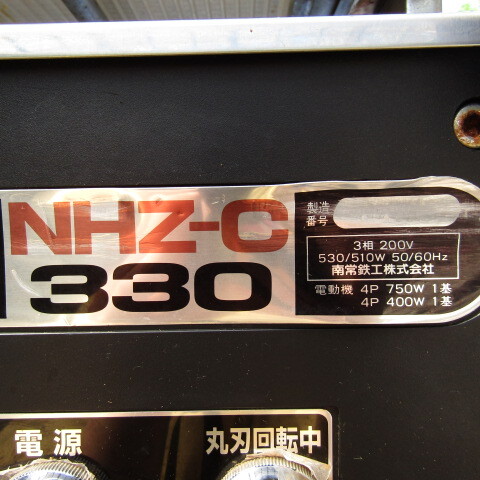 NHZ-C
330
製造
番号
3相 200V
530/510W 50/60Hz
南常鉄工株式会社
電動機 4P 750W 1基
4P 400W 1基
電源
丸刃回転中